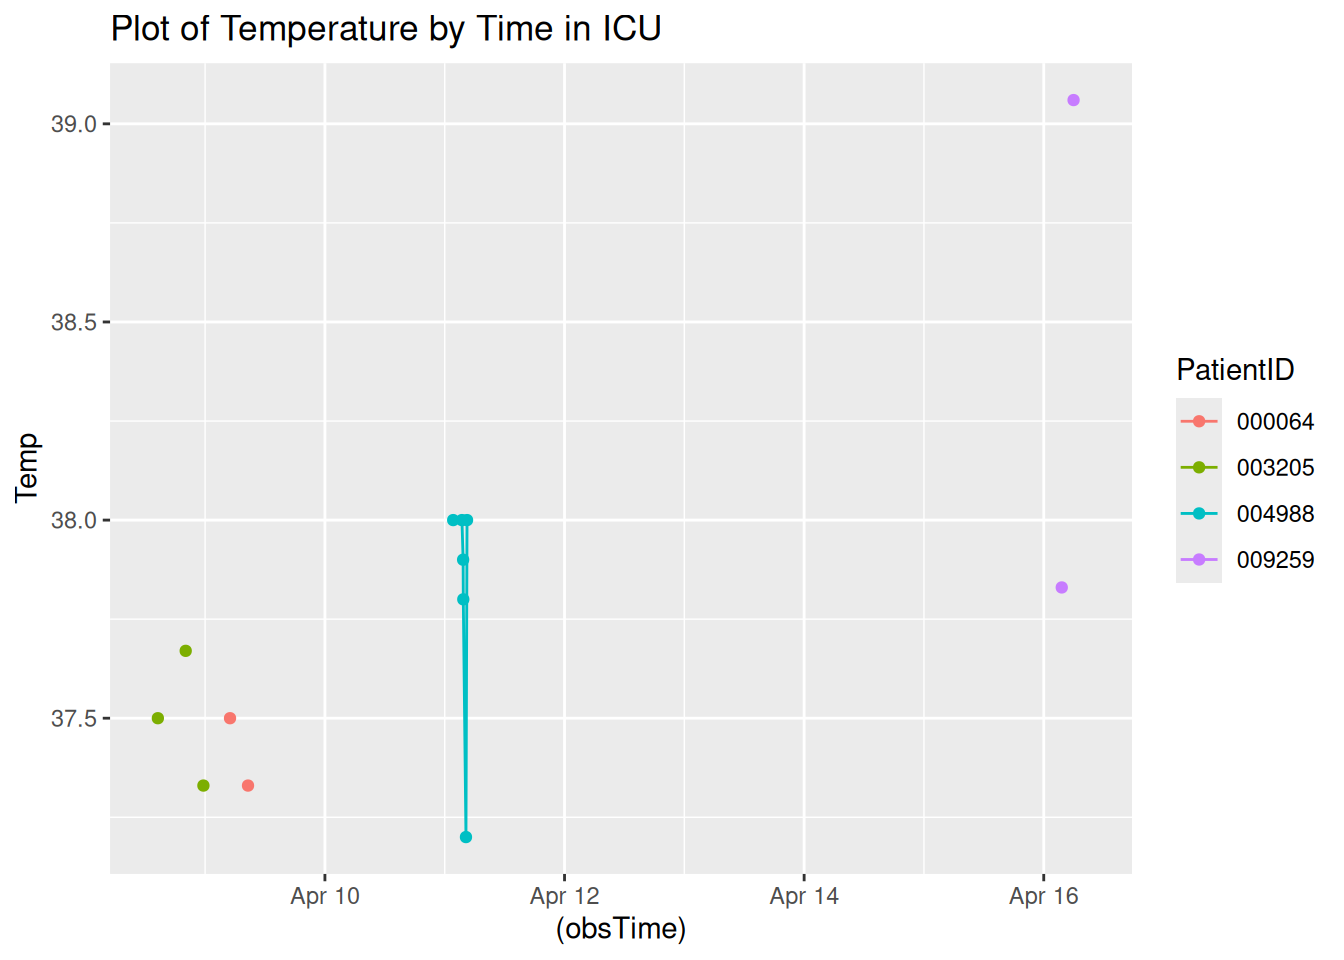 Plot of Temperature by Time in ICU
39.0
38.5
38.0
37.5
Temp
Apr 10
Apr 12
Apr 14
Apr 16
(obsTime)
PatientID
000064
003205
004988
009259